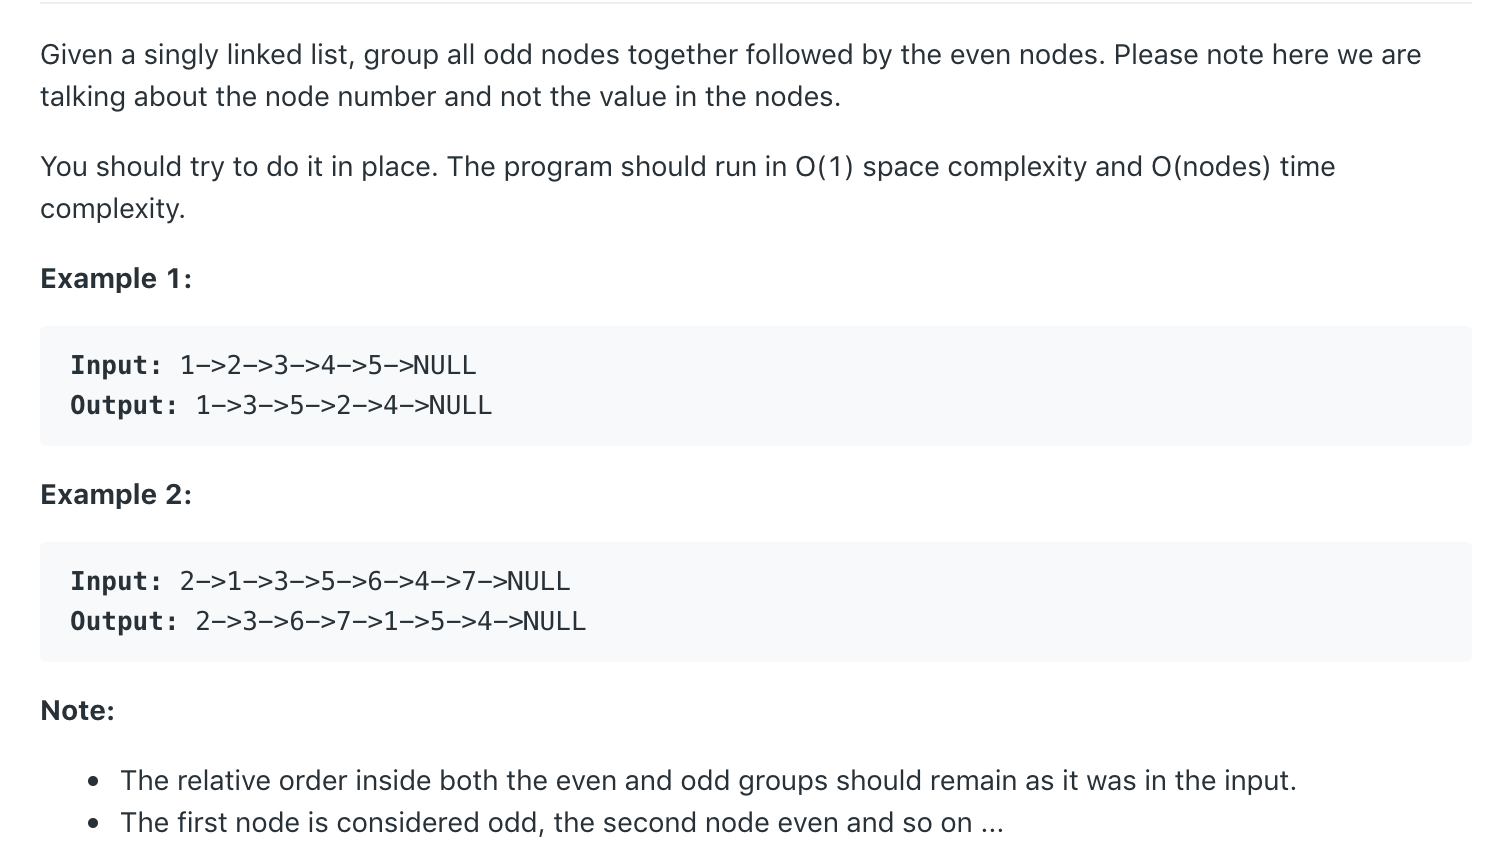 Given a singly linked list, group all odd nodes together followed by the even nodes. Please note here we are
talking about the node number and not the value in the nodes.
You should try to do it in place. The program should run in O(1) space complexity and O(nodes) time
complexity.
Example 1:
Input: 1->2->3->4->5->NULL
Output: 1->3->5->2->4->NULL
Example 2:
Input: 2->1->3->5->6->4->7->NULL
Output: 2->3->6->7->1->5->4->NULL
Note:
• The relative order inside both the even and odd groups should remain as it was in the input.
• The first node is considered odd, the second node even and so on ...